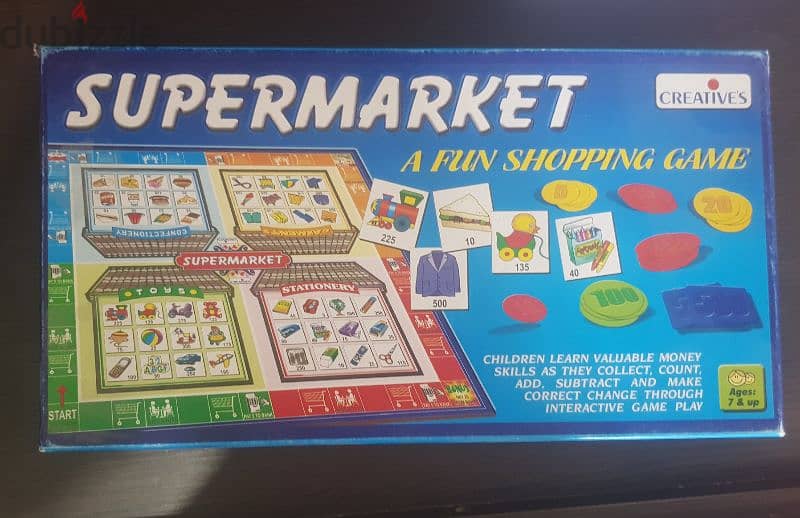 dubizzle
SUPERMARKET
CREATIVE'S
A FUN SHOPPING GAME
225
10
135
40
500
20
100
CONFECTIONERY
SUPERMARKET
TOYS
STATIONERY
START
CHILDREN LEARN VALUABLE MONEY
SKILLS AS THEY COLLECT, COUNT,
ADD, SUBTRACT AND MAKE
CORRECT CHANGE THROUGH
INTERACTIVE GAME PLAY
Ages:
7 & up